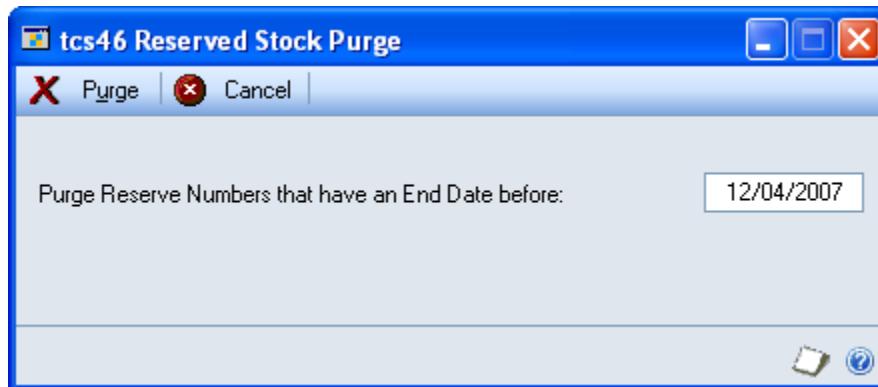 tcs46 Reserved Stock Purge
Purge Cancel
Purge Reserve Numbers that have an End Date before: 12/04/2007